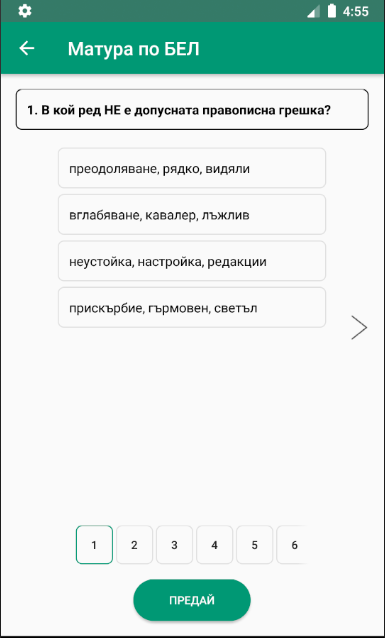 4:55
Матура по БЕЛ
1. В кой ред НЕ е допусната правописна грешка?
преодоляване, рядко, видяли
вглабяване, кавалер, лъжлив
неустойка, настройка, редакции
прискърбие, гърмовен, светъл
1 2 3 4 5 6
ПРЕДАЙ